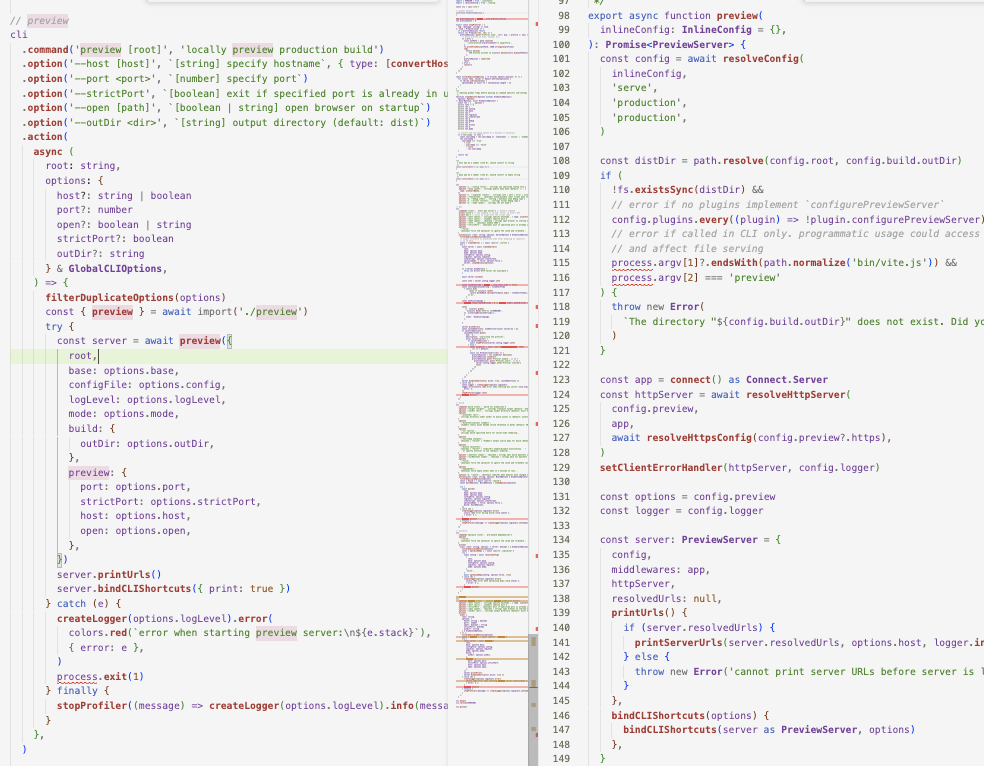 // preview
cli
.command('preview [root]', 'locally preview production build')
.option('--host [host]', `[string] specify hostname`, { type: [convertHos
.option('--port <port>', `[number] specify port`)
.option('--strictPort', `[boolean] exit if specified port is already in u
.option('--open [path]', `[boolean | string] open browser on startup`)
.option('--outDir <dir>', `[string] output directory (default: dist)`)
.action(
async (
root: string,
options: {
host?: string | boolean
port?: number
open?: boolean | string
strictPort?: boolean
outDir?: string
} & GlobalCLIOptions,
) => {
filterDuplicateOptions(options)
const { preview } = await import('./preview')
try {
const server = await preview({
root,
base: options.base,
configFile: options.config,
logLevel: options.logLevel,
mode: options.mode,
build: {
outDir: options.outDir,
},
preview: {
port: options.port,
strictPort: options.strictPort,
host: options.host,
open: options.open,
},
})
server.printUrls()
server.bindCLIShortcuts({ print: true })
} catch (e) {
createLogger(options.logLevel).error(
colors.red(`error when starting preview server:\n${e.stack}`),
{ error: e },
)
process.exit(1)
} finally {
stopProfiler((message) => createLogger(options.logLevel).info(messa
}
},
)
97 */
98 export async function preview(
99 inlineConfig: InlineConfig = {},
100 ): Promise<PreviewServer> {
101 const config = await resolveConfig(
102 inlineConfig,
103 'serve',
104 'production',
105 'production',
106 )
107
108 const distDir = path.resolve(config.root, config.build.outDir)
109 if (
110 !fs.existsSync(distDir) &&
111 // error if no plugins implement `configurePreviewServer`
112 config.plugins.every((plugin) => !plugin.configurePreviewServer)
113 // error if called in CLI only. programmatic usage could access
114 // and affect file serving
115 process.argv[1]?.endsWith(path.normalize('bin/vite.js')) &&
116 process.argv[2] === 'preview'
117 ) {
118 throw new Error(
119 `The directory "${config.build.outDir}" does not exist. Did yo
120 )
121 }
122
123 const app = connect() as Connect.Server
124 const httpServer = await resolveHttpServer(
125 config.preview,
126 app,
127 await resolveHttpsConfig(config.preview?.https),
128 )
129 setClientErrorHandler(httpServer, config.logger)
130
131 const options = config.preview
132 const logger = config.logger
133
134 const server: PreviewServer = {
135 config,
136 middlewares: app,
137 httpServer,
138 resolvedUrls: null,
139 printUrls() {
140 if (server.resolvedUrls) {
141 printServerUrls(server.resolvedUrls, options.host, logger.in
142 } else {
143 throw new Error('cannot print server URLs before server is l
144 }
145 },
146 bindCLIShortcuts(options) {
147 bindCLIShortcuts(server as PreviewServer, options)
148 },
149 }